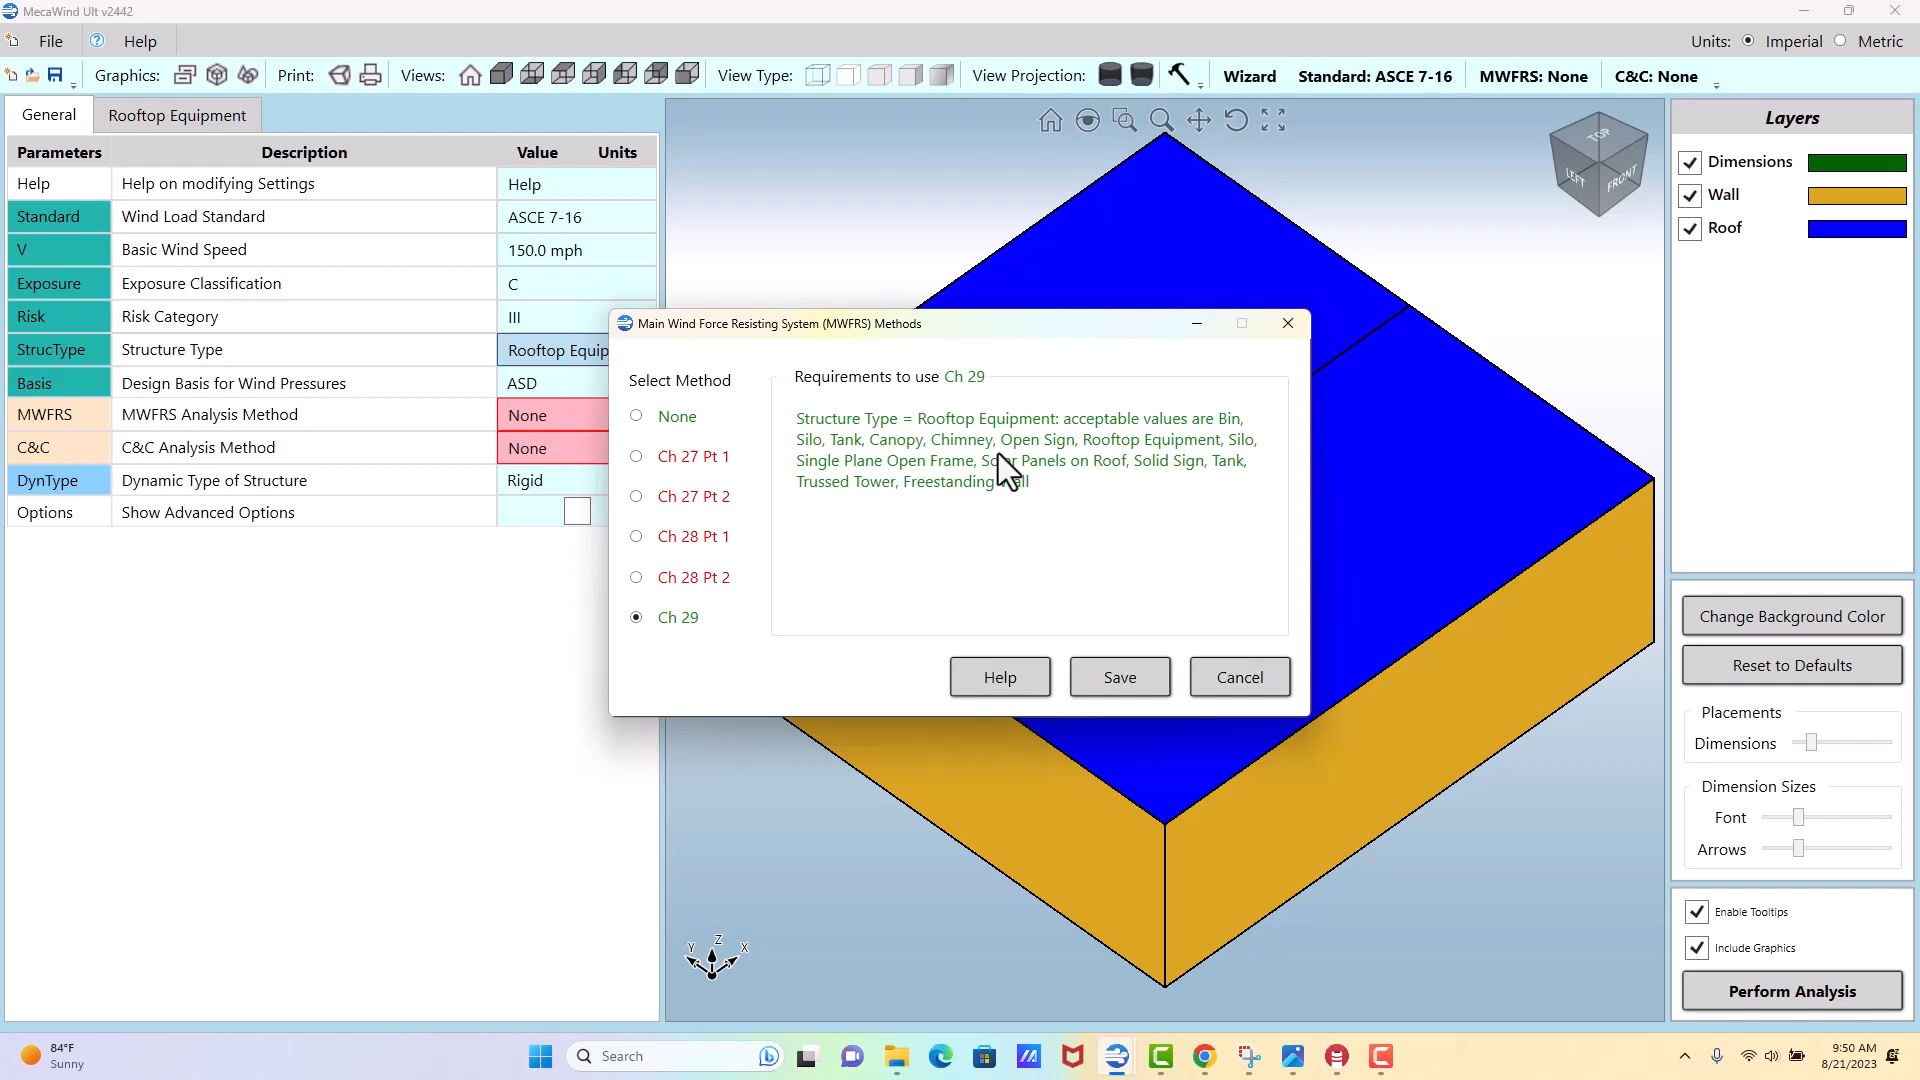 MecaWind Ult v2442
File Help Units: Imperial Metric
Graphics: Print: Views: View Type: View Projection: Wizard Standard: ASCE 7-16 MWFRS: None C&C: None
General Rooftop Equipment
Parameters Description Value Units
Help Help on modifying Settings Help
Standard Wind Load Standard ASCE 7-16
V Basic Wind Speed 150.0 mph
Exposure Exposure Classification C
Risk Risk Category III
StrucType Structure Type Rooftop Equip
Basis Design Basis for Wind Pressures ASD
MWFRS MWFRS Analysis Method None
C&C C&C Analysis Method None
DynType Dynamic Type of Structure Rigid
Options Show Advanced Options
TOP
LEFT FRONT
Main Wind Force Resisting System (MWFRS) Methods
Select Method
None
Ch 27 Pt 1
Ch 27 Pt 2
Ch 28 Pt 1
Ch 28 Pt 2
Ch 29
Requirements to use Ch 29
Structure Type = Rooftop Equipment: acceptable values are Bin,
Silo, Tank, Canopy, Chimney, Open Sign, Rooftop Equipment, Silo,
Single Plane Open Frame, Panels on Roof, Solid Sign, Tank,
Trussed Tower, Freestanding
Help Save Cancel
Y Z X
Layers
Dimensions
Wall
Roof
Change Background Color
Reset to Defaults
Placements
Dimensions
Dimension Sizes
Font
Arrows
Enable Tooltips
Include Graphics
Perform Analysis
84°F
Sunny
Search
9:50 AM
8/21/2023